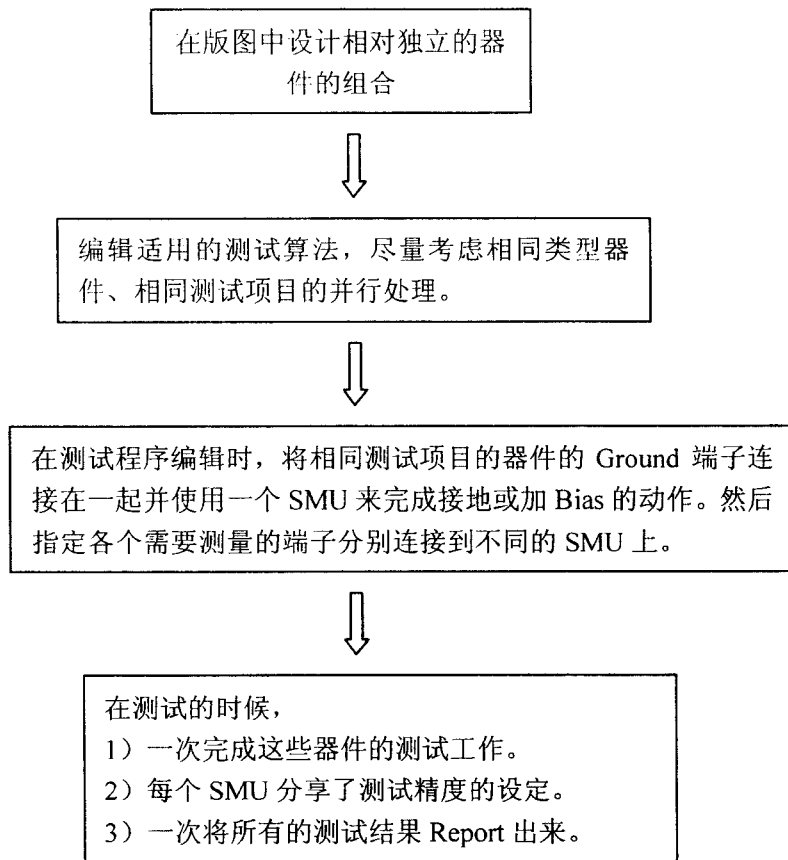 在版图中设计相对独立的器
件的组合
编辑适用的测试算法，尽量考虑相同类型器
件、相同测试项目的并行处理。
在测试程序编辑时，将相同测试项目的器件的 Ground 端子连
接在一起并使用一个 SMU 来完成接地或加 Bias 的动作。然后
指定各个需要测量的端子分别连接到不同的 SMU 上。
在测试的时候，
1）一次完成这些器件的测试工作。
2）每个 SMU 分享了测试精度的设定。
3）一次将所有的测试结果 Report 出来。